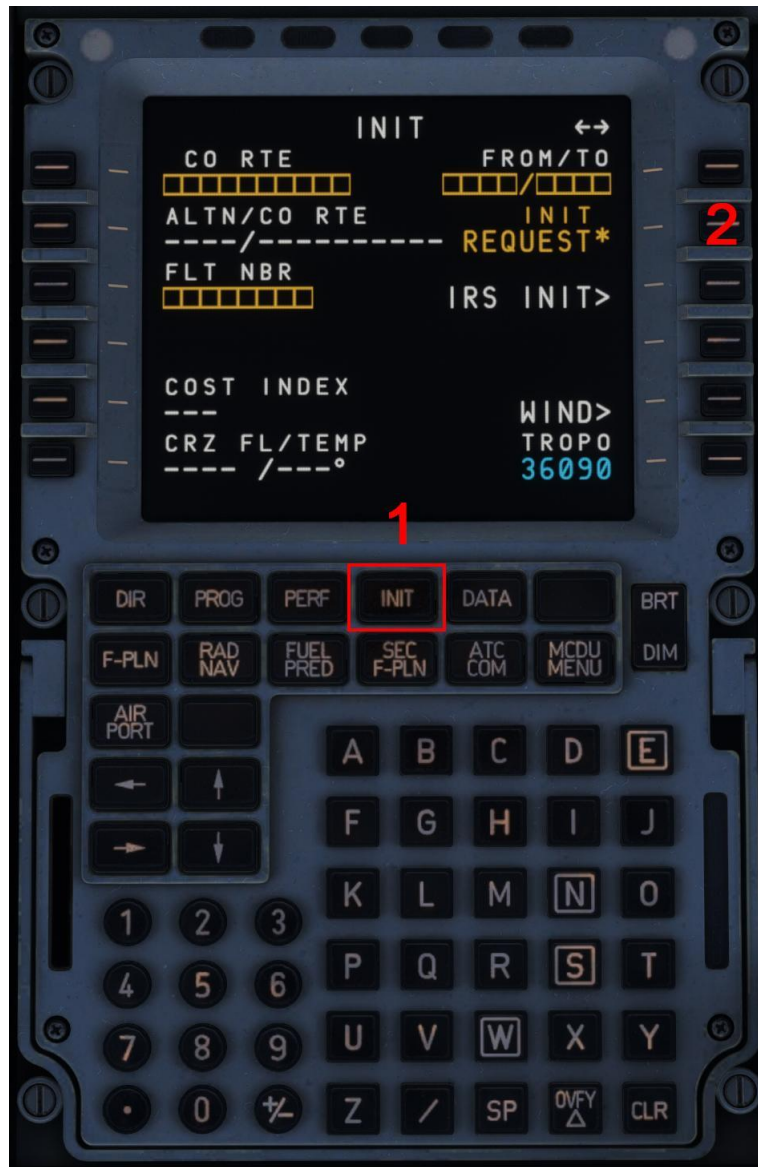 INIT ←→
CO RTE FROM/TO
□□□□□□□□□□ □□□□/□□□□
ALTN/CO RTE INIT
----/---------- REQUEST*
FLT NBR
□□□□□□□□ IRS INIT>
COST INDEX
--- WIND>
CRZ FL/TEMP TROPO
---- /---° 36090
1
2
DIR PROG PERF INIT DATA BRT
F-PLN RAD NAV FUEL PRED SEC F-PLN ATC COM MCDU MENU DIM
AIR PORT
A B C D E
← ↑
F G H I J
→ ↓
K L M N O
1 2 3
P Q R S T
4 5 6
U V W X Y
7 8 9
Z / SP OVFY △ CLR
. 0 +/-